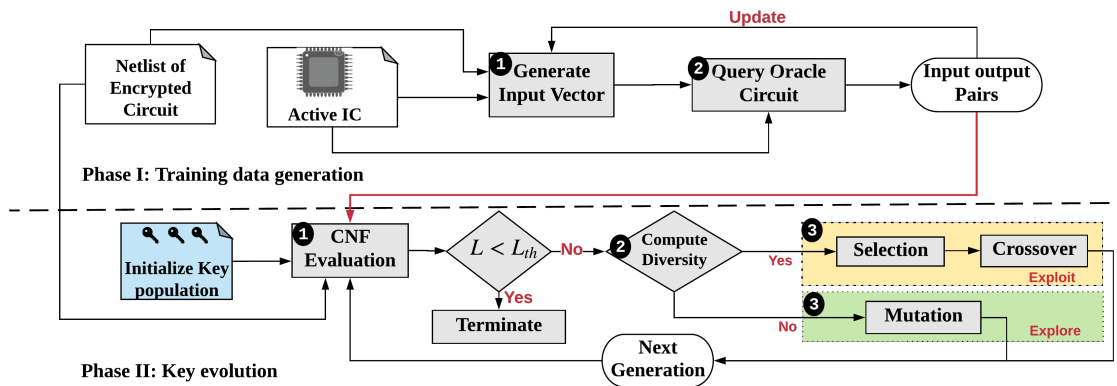 Update
Netlist of
Encrypted
Circuit
Active IC
1
Generate
Input Vector
2
Query Oracle
Circuit
Input output
Pairs
Phase I: Training data generation
Initialize Key
population
1
CNF
Evaluation
L < Lth
No
Yes
Terminate
2
Compute
Diversity
Yes
No
3
Selection
Crossover
Exploit
3
Mutation
Explore
Next
Generation
Phase II: Key evolution